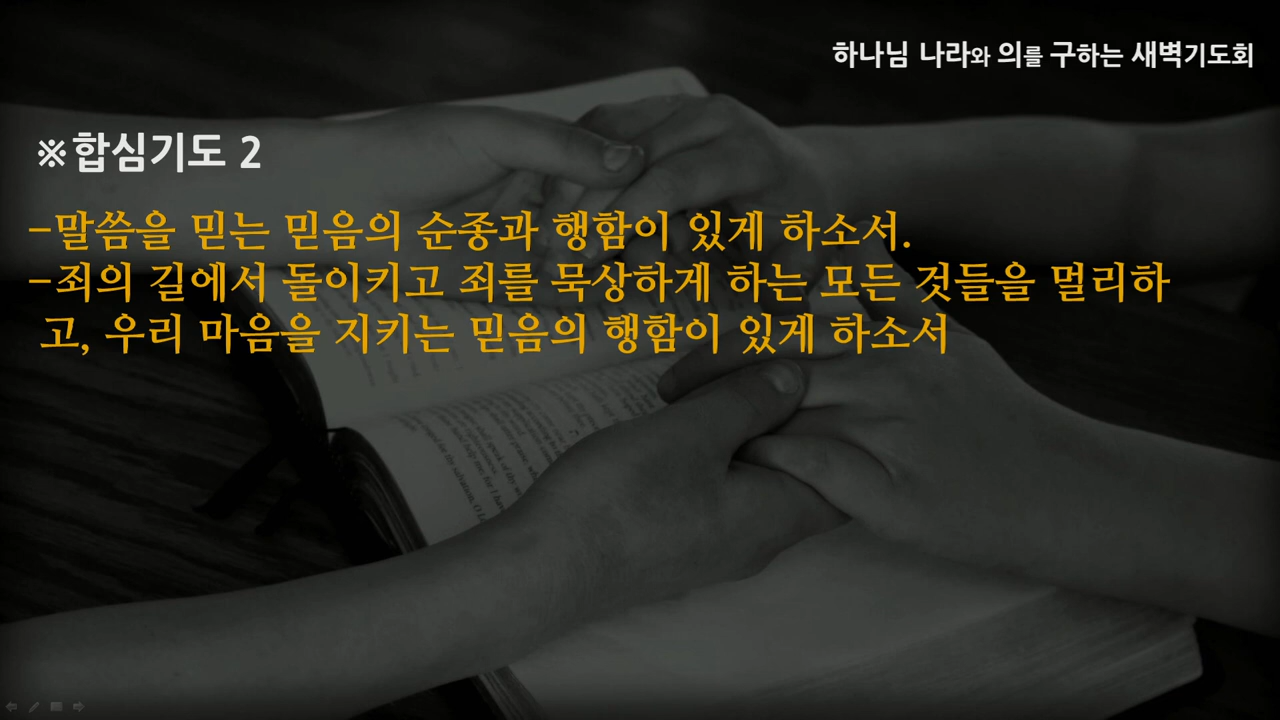 하나님 나라와 의를 구하는 새벽기도회
※합심기도 2
-말씀을 믿는 믿음의 순종과 행함이 있게 하소서.
-죄의 길에서 돌이키고 죄를 묵상하게 하는 모든 것들을 멀리하
고, 우리 마음을 지키는 믿음의 행함이 있게 하소서